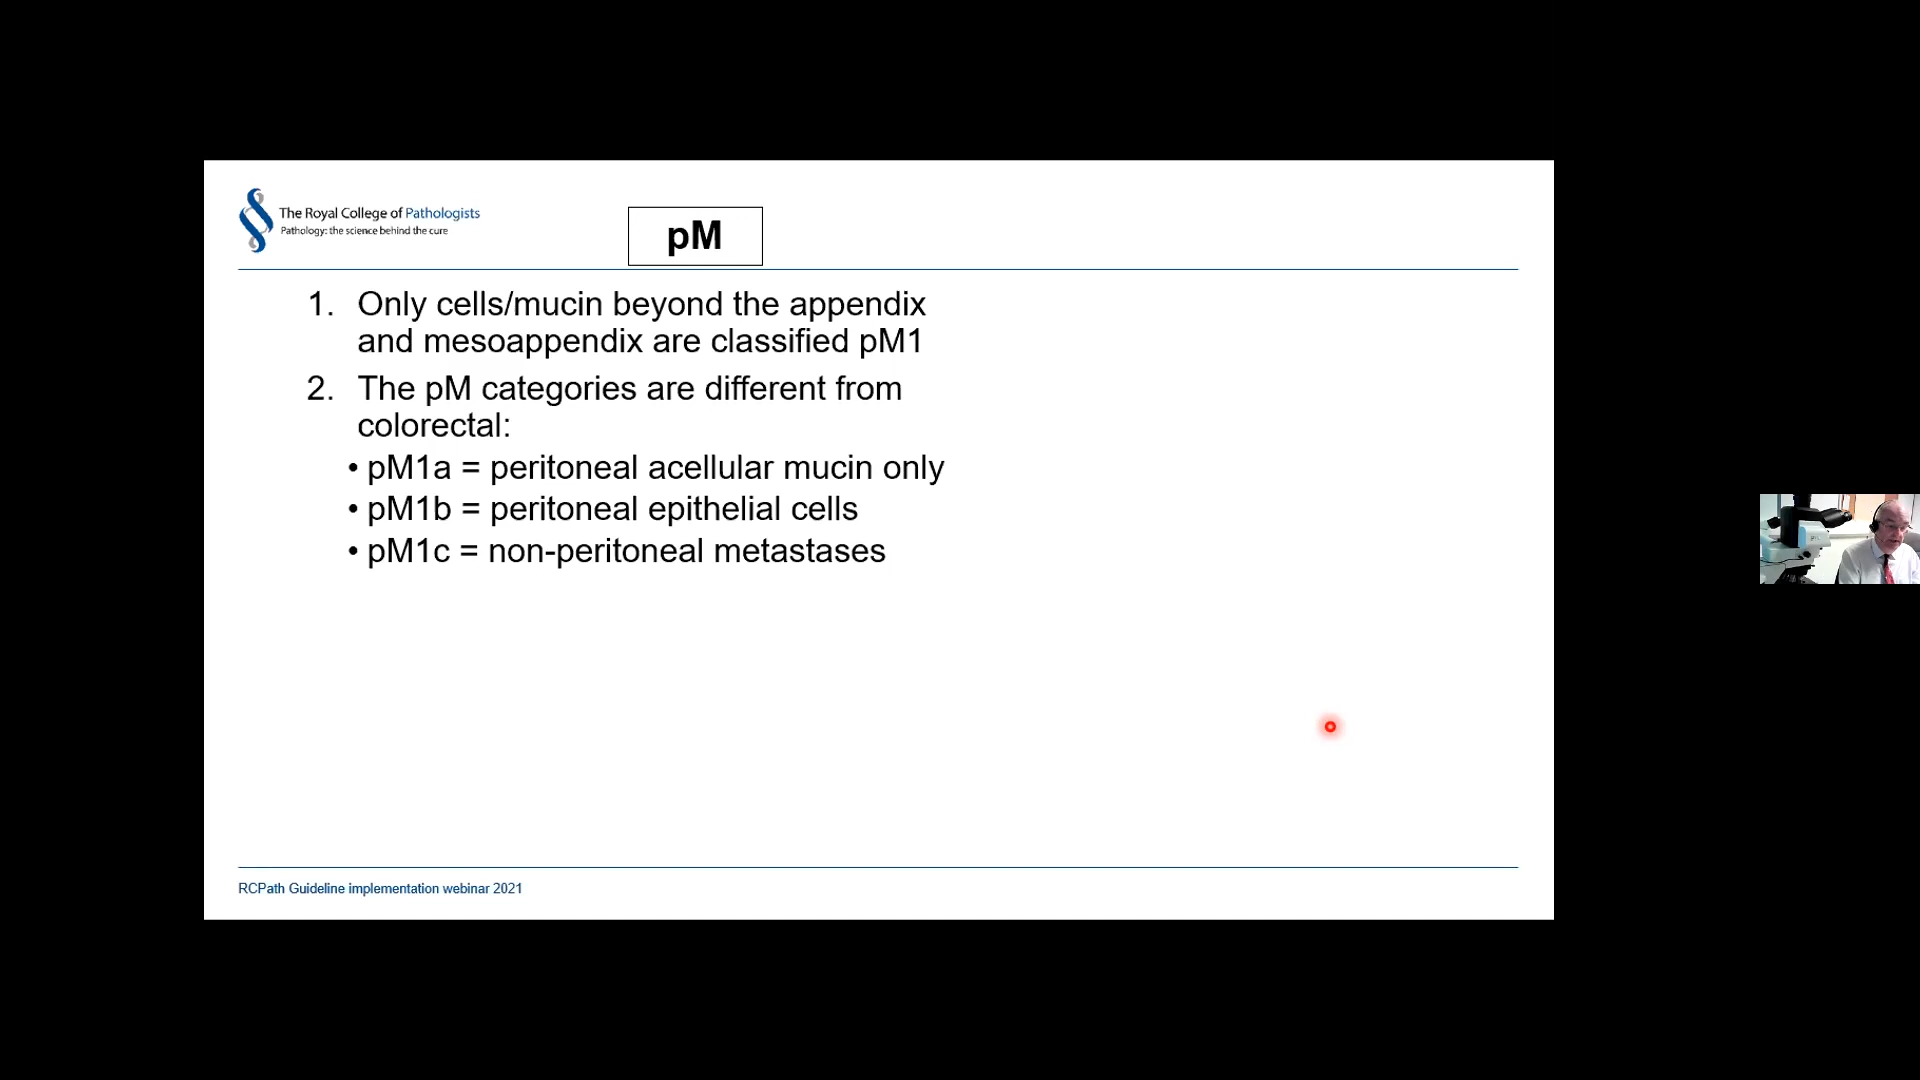 The Royal College of Pathologists
Pathology: the science behind the cure
pM
1. Only cells/mucin beyond the appendix
and mesoappendix are classified pM1
2. The pM categories are different from
colorectal:
• pM1a = peritoneal acellular mucin only
• pM1b = peritoneal epithelial cells
• pM1c = non-peritoneal metastases
RCPath Guideline implementation webinar 2021